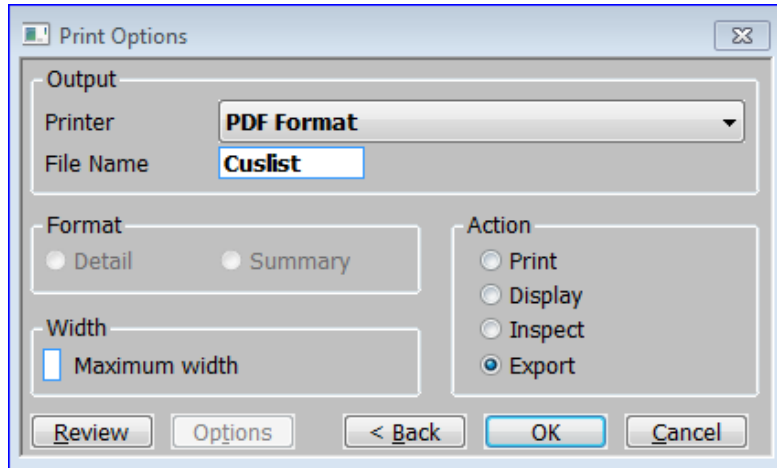 Print Options
Output
Printer PDF Format
File Name Cuslist
Format
Detail Summary
Action
Print
Display
Inspect
Export
Width
Maximum width
Review Options < Back OK Cancel